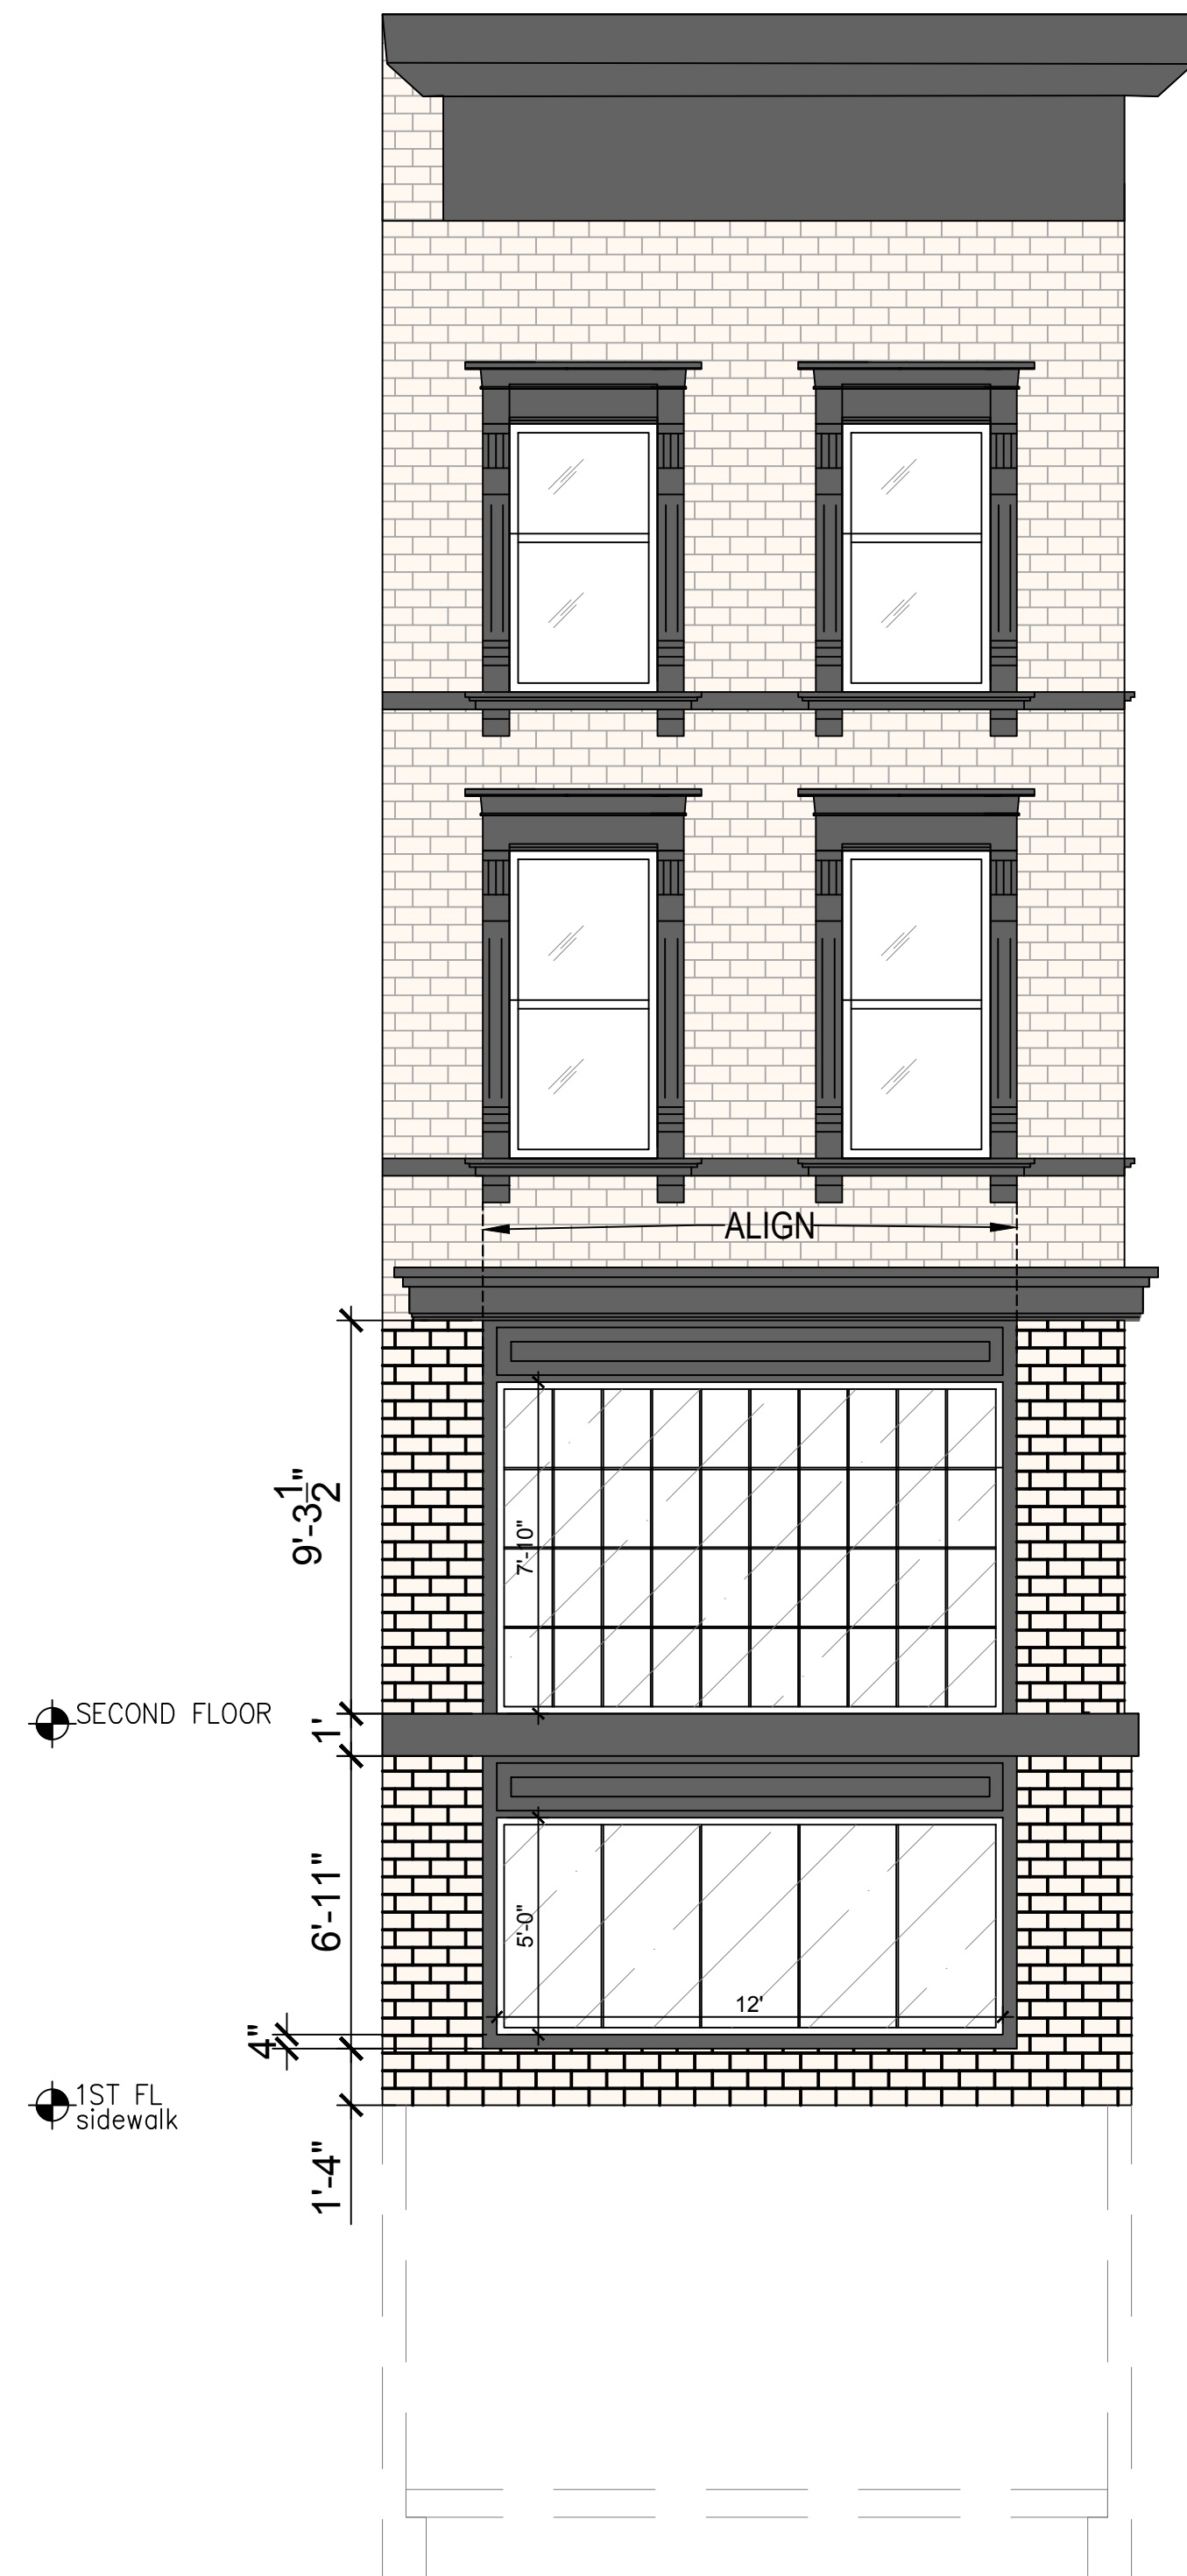 ALIGN
9'-3 1/2"
7'-10"
SECOND FLOOR
1'
6'-11"
5'-0"
12'
4"
1ST FL
sidewalk
1'-4"